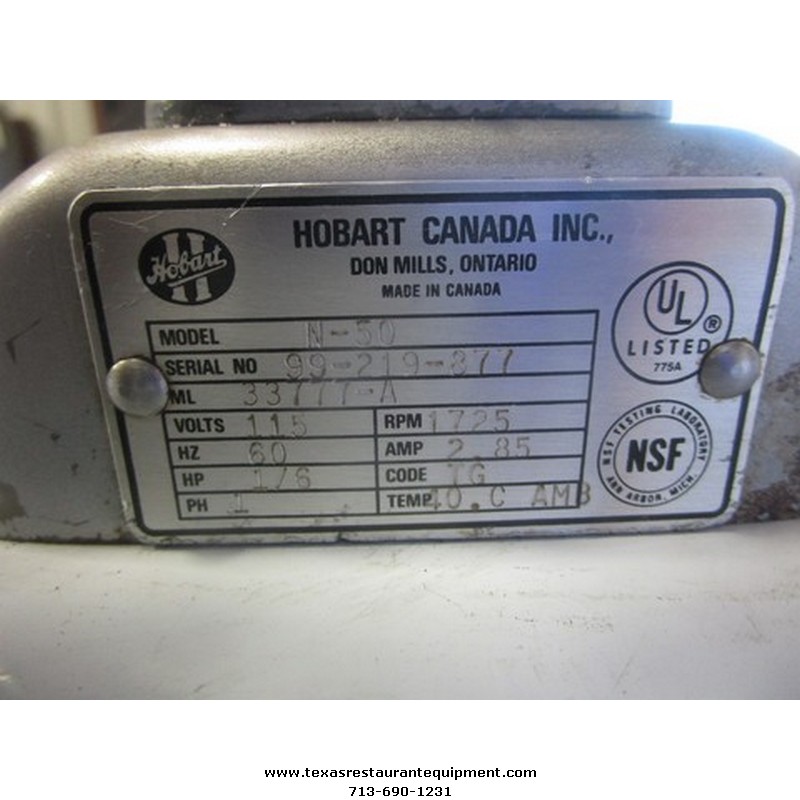 Hobart
HOBART CANADA INC.,
DON MILLS, ONTARIO
MADE IN CANADA
MODEL N-50
SERIAL NO 99-219-877
ML 33777-A
VOLTS 115 RPM 1725
HZ 60 AMP 2.85
HP 1/6 CODE TG
PH 1 TEMP 40.C AMB
UL ®
LISTED
775A
NSF TESTING LABORATORY
NSF
ANN ARBOR, MICH.
www.texasrestaurantequipment.com
713-690-1231